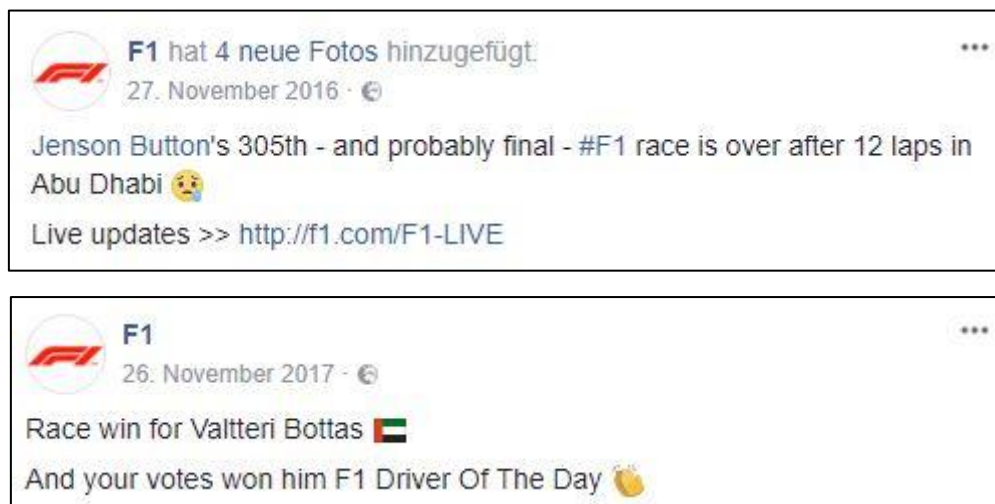 F1 hat 4 neue Fotos hinzugefügt.
27. November 2016 ·
Jenson Button's 305th - and probably final - #F1 race is over after 12 laps in
Abu Dhabi 😢
Live updates >> http://f1.com/F1-LIVE
F1
26. November 2017 ·
Race win for Valtteri Bottas 🇦🇪
And your votes won him F1 Driver Of The Day 👏